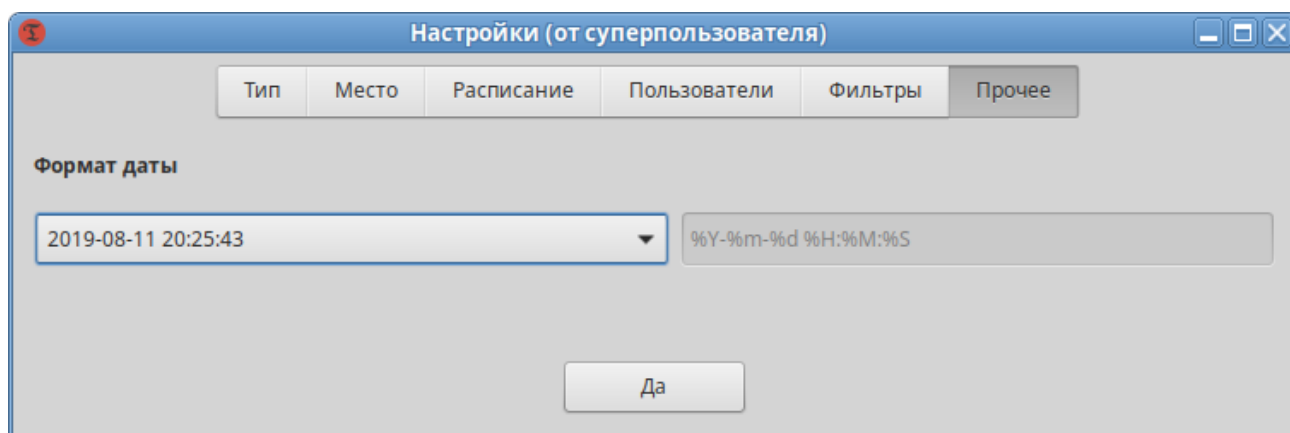 Настройки (от суперпользователя)
Тип Место Расписание Пользователи Фильтры Прочее
Формат даты
2019-08-11 20:25:43 %Y-%m-%d %H:%M:%S
Да